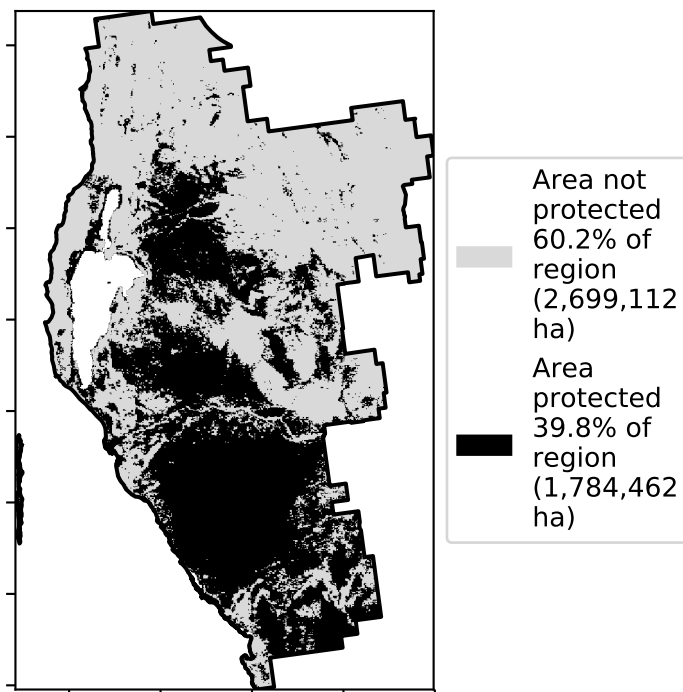 Area not
protected
60.2% of
region
(2,699,112
ha)
Area
protected
39.8% of
region
(1,784,462
ha)